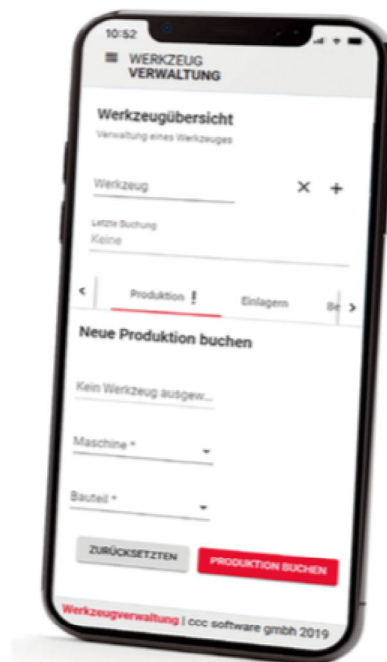 10:52
WERKZEUG
VERWALTUNG
Werkzeugübersicht
Verwaltung eines Werkzeuges
Werkzeug
Letzte Buchung
Keine
Produktion !
Einlagern
Be
Neue Produktion buchen
Kein Werkzeug ausgew...
Maschine *
Bauteil *
ZURÜCKSETZTEN
PRODUKTION BUCHEN
Werkzeugverwaltung | ccc software gmbh 2019